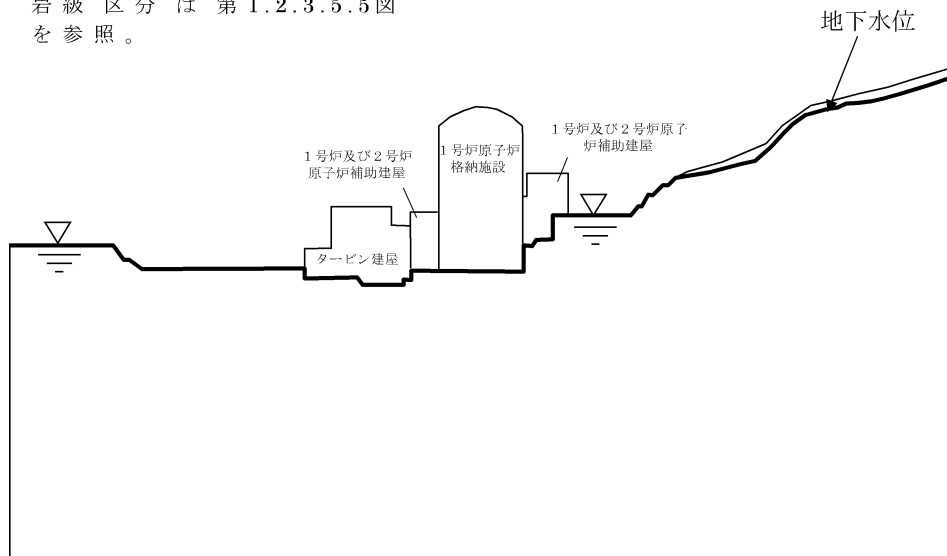 岩級区分は第1.2.3.5.5図
を参照。
地下水位
1号炉及び2号炉原子
炉補助建屋
1号炉及び2号炉
原子炉補助建屋
1号炉原子炉
格納施設
タービン建屋